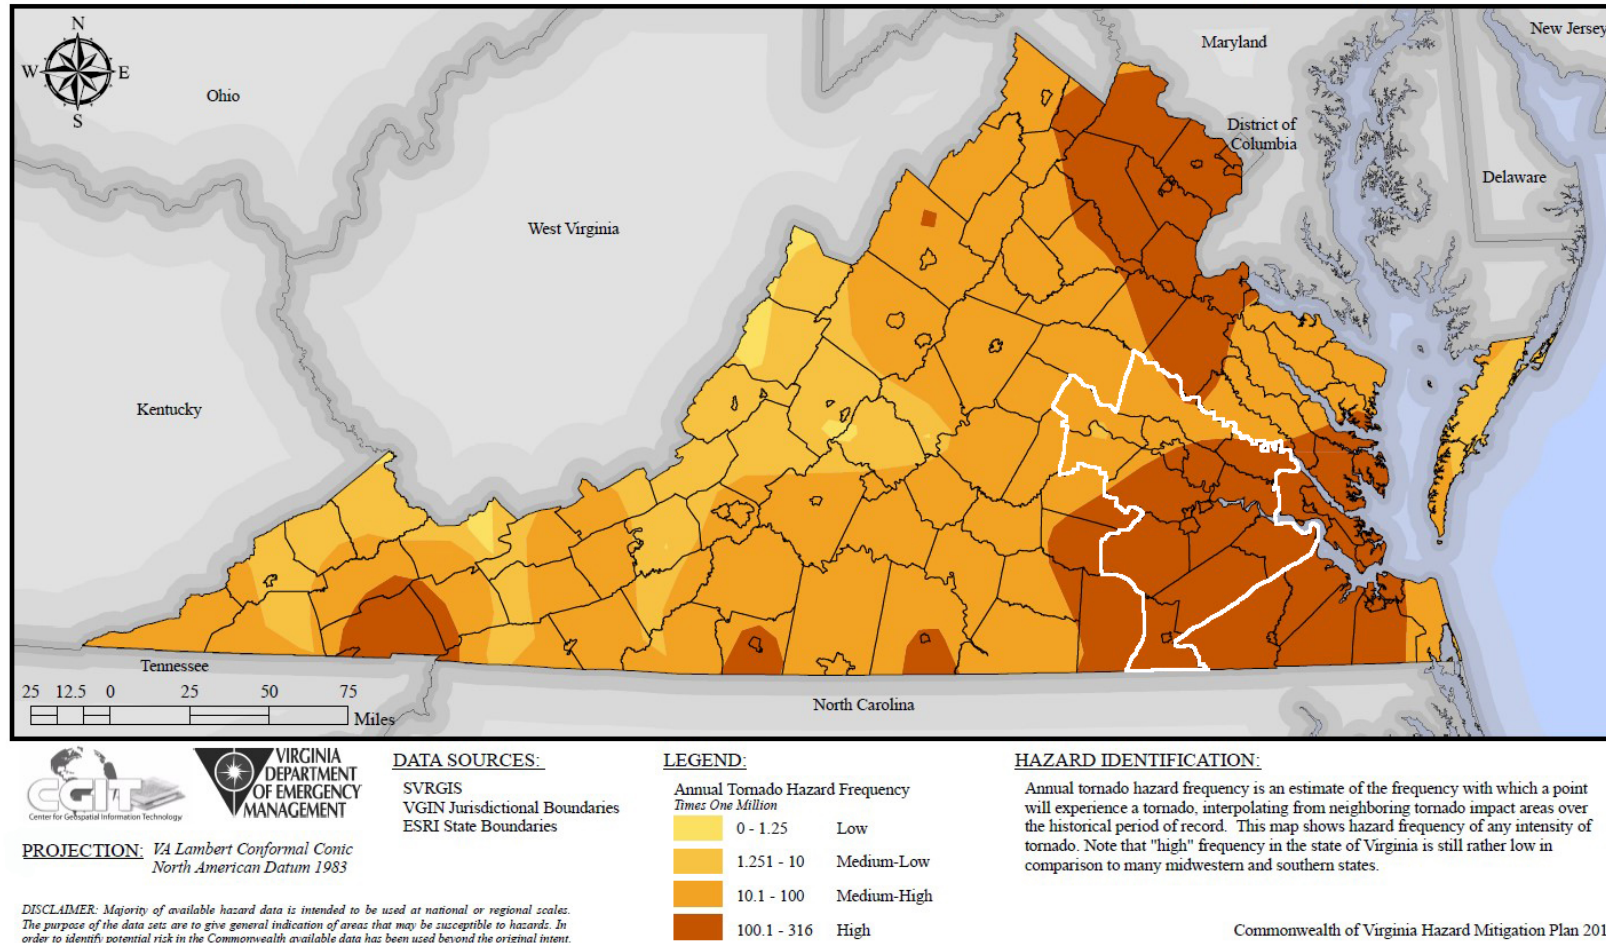 N
W E
S
Ohio
Maryland
New Jersey
District of
Columbia
Delaware
West Virginia
Kentucky
Tennessee
North Carolina
25 12.5 0 25 50 75
Miles
CGIT
Center for Geospatial Information Technology
VIRGINIA
DEPARTMENT
OF EMERGENCY
MANAGEMENT
PROJECTION: VA Lambert Conformal Conic
North American Datum 1983
DISCLAIMER: Majority of available hazard data is intended to be used at national or regional scales.
The purpose of the data sets are to give general indication of areas that may be susceptible to hazards. In
order to identify potential risk in the Commonwealth available data has been used beyond the original intent.
DATA SOURCES:
SVRGIS
VGIN Jurisdictional Boundaries
ESRI State Boundaries
LEGEND:
Annual Tornado Hazard Frequency
Times One Million
0 - 1.25 Low
1.251 - 10 Medium-Low
10.1 - 100 Medium-High
100.1 - 316 High
HAZARD IDENTIFICATION:
Annual tornado hazard frequency is an estimate of the frequency with which a point
will experience a tornado, interpolating from neighboring tornado impact areas over
the historical period of record. This map shows hazard frequency of any intensity of
tornado. Note that "high" frequency in the state of Virginia is still rather low in
comparison to many midwestern and southern states.
Commonwealth of Virginia Hazard Mitigation Plan 201